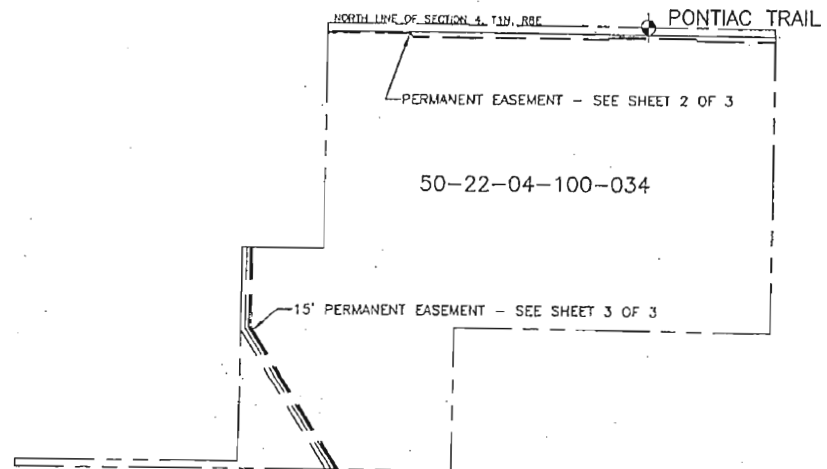 NORTH LINE OF SECTION 4, T1N, R8E
PONTIAC TRAIL
PERMANENT EASEMENT - SEE SHEET 2 OF 3
50-22-04-100-034
15' PERMANENT EASEMENT - SEE SHEET 3 OF 3